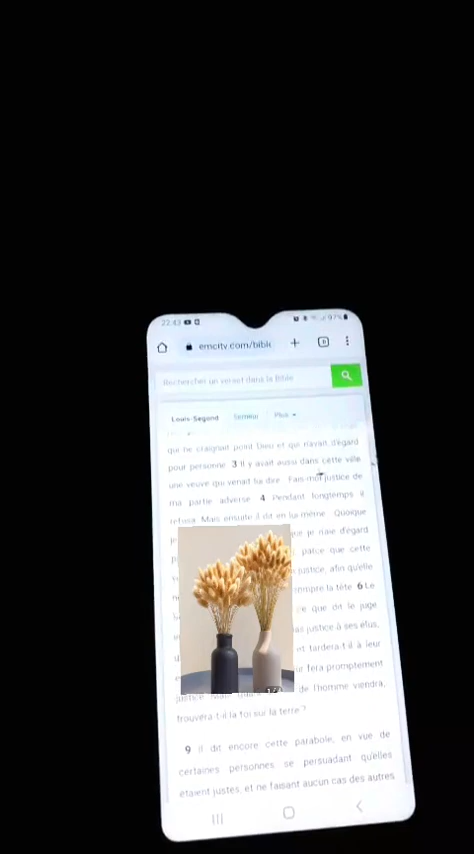 22:43 97%
emcitv.com/bible
Rechercher un verset dans la Bible
Louis-Segond Semeur Plus
qui ne craignait point Dieu et qui n'avait d'égard
pour personne. 3 Il y avait aussi dans cette ville
une veuve qui venait lui dire: Fais-moi justice de
ma partie adverse. 4 Pendant longtemps il
refusa. Mais ensuite il dit en lui-même: Quoique
que je n'aie d'égard
parce que cette
justice, afin qu'elle
rompre la tête. 6 Le
ce que dit le juge
pas justice à ses élus,
et tardera-t-il à leur
fera promptement
justice. Mais, de l'homme viendra,
trouvera-t-il la foi sur la terre?
9 Il dit encore cette parabole, en vue de
certaines personnes se persuadant qu'elles
étaient justes, et ne faisant aucun cas des autres